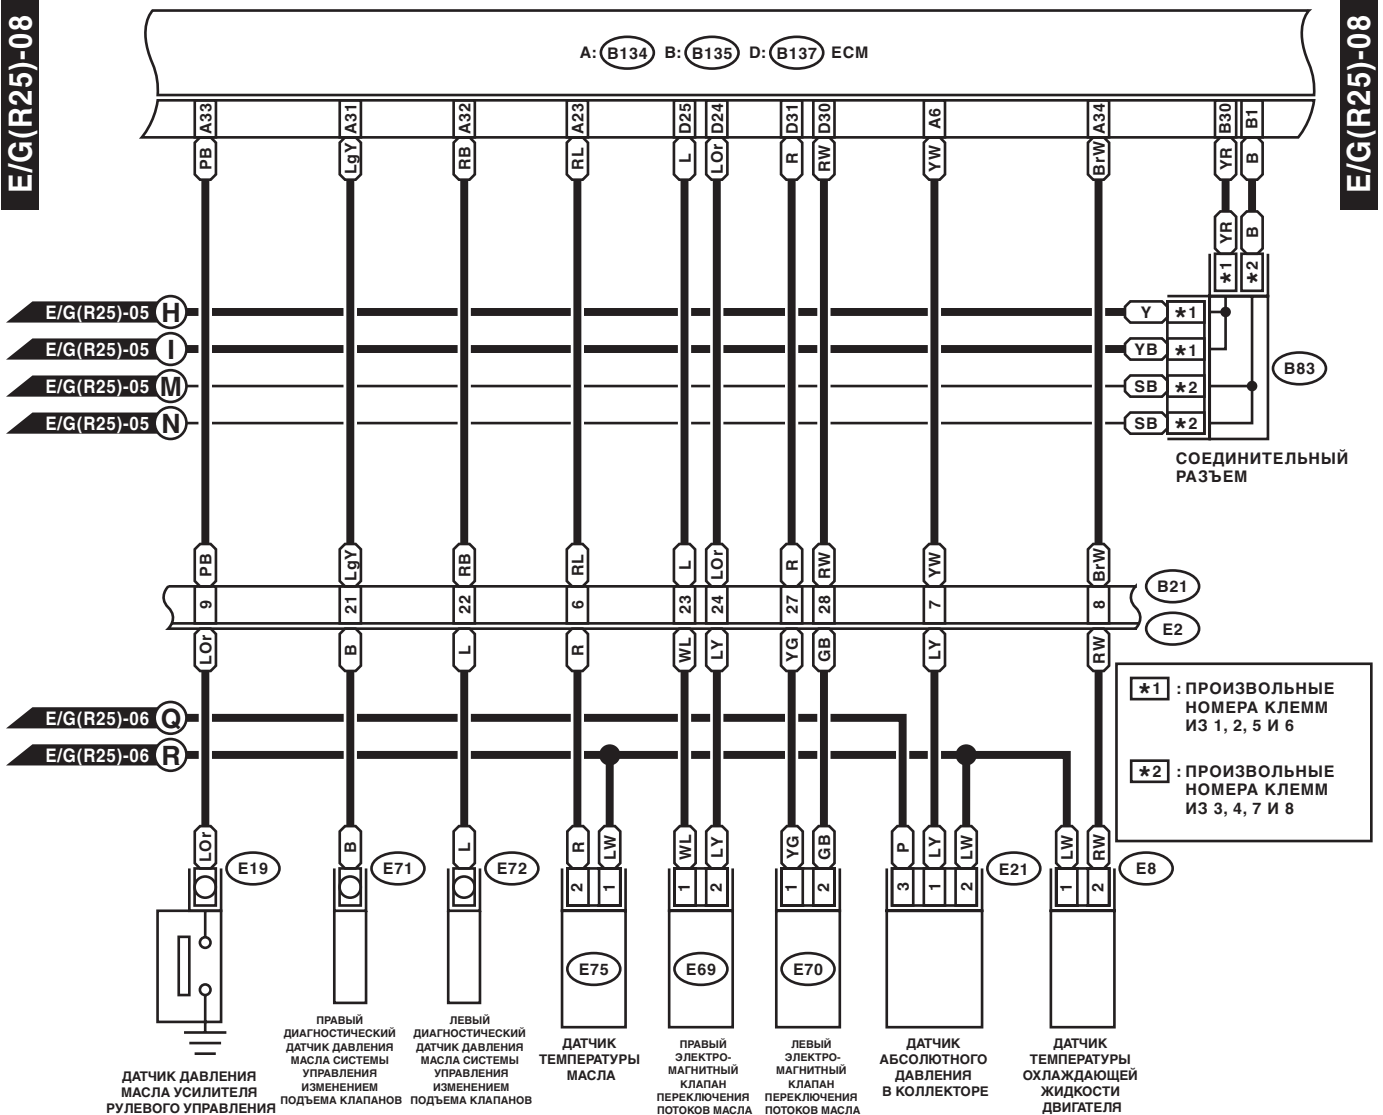 E/G(R25)-08
E/G(R25)-08
A: B134 B: B135 D: B137 ECM
A33 A31 A32 A23 D25 D24 D31 D30 A6 A34 B30 B1
PB LgY RB RL L LOr R RW YW BrW YR B
YR B
*1 *2
E/G(R25)-05 H Y *1
E/G(R25)-05 I YB *1
E/G(R25)-05 M SB *2
E/G(R25)-05 N SB *2
B83
СОЕДИНИТЕЛЬНЫЙ
РАЗЪЕМ
PB LgY RB RL L LOr R RW YW BrW
9 21 22 6 23 24 27 28 7 8
B21
E2
LOr B L R WL LY YG GB LY RW
*1 : ПРОИЗВОЛЬНЫЕ
НОМЕРА КЛЕММ
ИЗ 1, 2, 5 И 6
*2 : ПРОИЗВОЛЬНЫЕ
НОМЕРА КЛЕММ
ИЗ 3, 4, 7 И 8
E/G(R25)-06 Q
E/G(R25)-06 R
LOr B L R LW WL LY YG GB P LY LW LW RW
E19 E71 E72 E21 E8
2 1 1 2 1 2 3 1 2 1 2
E75 E69 E70
ДАТЧИК ДАВЛЕНИЯ
МАСЛА УСИЛИТЕЛЯ
РУЛЕВОГО УПРАВЛЕНИЯ
ПРАВЫЙ
ДИАГНОСТИЧЕСКИЙ
ДАТЧИК ДАВЛЕНИЯ
МАСЛА СИСТЕМЫ
УПРАВЛЕНИЯ
ИЗМЕНЕНИЕМ
ПОДЪЕМА КЛАПАНОВ
ЛЕВЫЙ
ДИАГНОСТИЧЕСКИЙ
ДАТЧИК ДАВЛЕНИЯ
МАСЛА СИСТЕМЫ
УПРАВЛЕНИЯ
ИЗМЕНЕНИЕМ
ПОДЪЕМА КЛАПАНОВ
ДАТЧИК
ТЕМПЕРАТУРЫ
МАСЛА
ПРАВЫЙ
ЭЛЕКТРО-
МАГНИТНЫЙ
КЛАПАН
ПЕРЕКЛЮЧЕНИЯ
ПОТОКОВ МАСЛА
ЛЕВЫЙ
ЭЛЕКТРО-
МАГНИТНЫЙ
КЛАПАН
ПЕРЕКЛЮЧЕНИЯ
ПОТОКОВ МАСЛА
ДАТЧИК
АБСОЛЮТНОГО
ДАВЛЕНИЯ
В КОЛЛЕКТОРЕ
ДАТЧИК
ТЕМПЕРАТУРЫ
ОХЛАЖДАЮЩЕЙ
ЖИДКОСТИ
ДВИГАТЕЛЯ